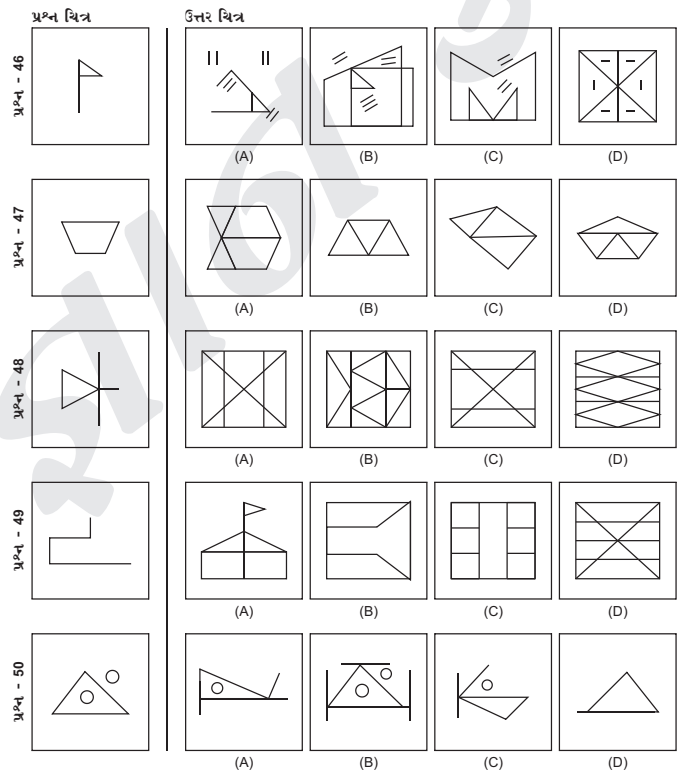 પ્રશ્ન ચિત્ર
ઉત્તર ચિત્ર
પ્રશ્ન - 46
(A) (B) (C) (D)
પ્રશ્ન - 47
(A) (B) (C) (D)
પ્રશ્ન - 48
(A) (B) (C) (D)
પ્રશ્ન - 49
(A) (B) (C) (D)
પ્રશ્ન - 50
(A) (B) (C) (D)